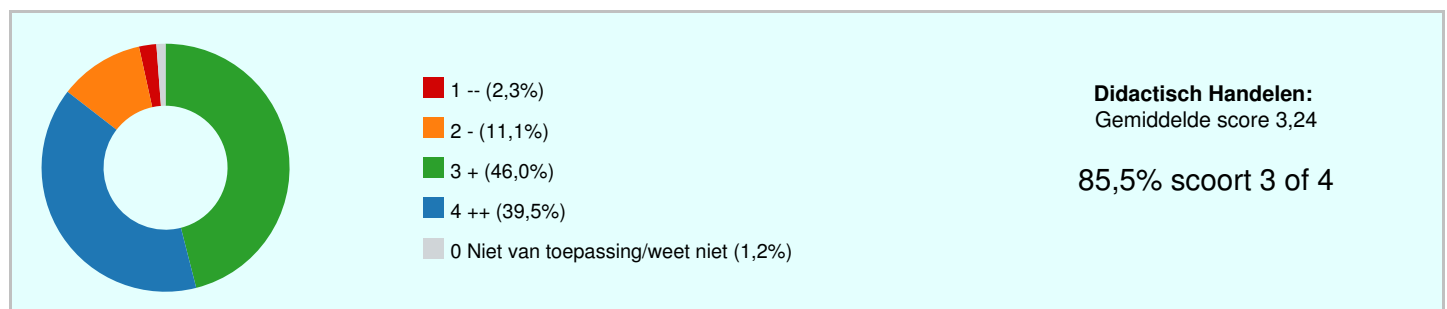 1 -- (2,3%)
2 - (11,1%)
3 + (46,0%)
4 ++ (39,5%)
0 Niet van toepassing/weet niet (1,2%)
Didactisch Handelen:
Gemiddelde score 3,24
85,5% scoort 3 of 4